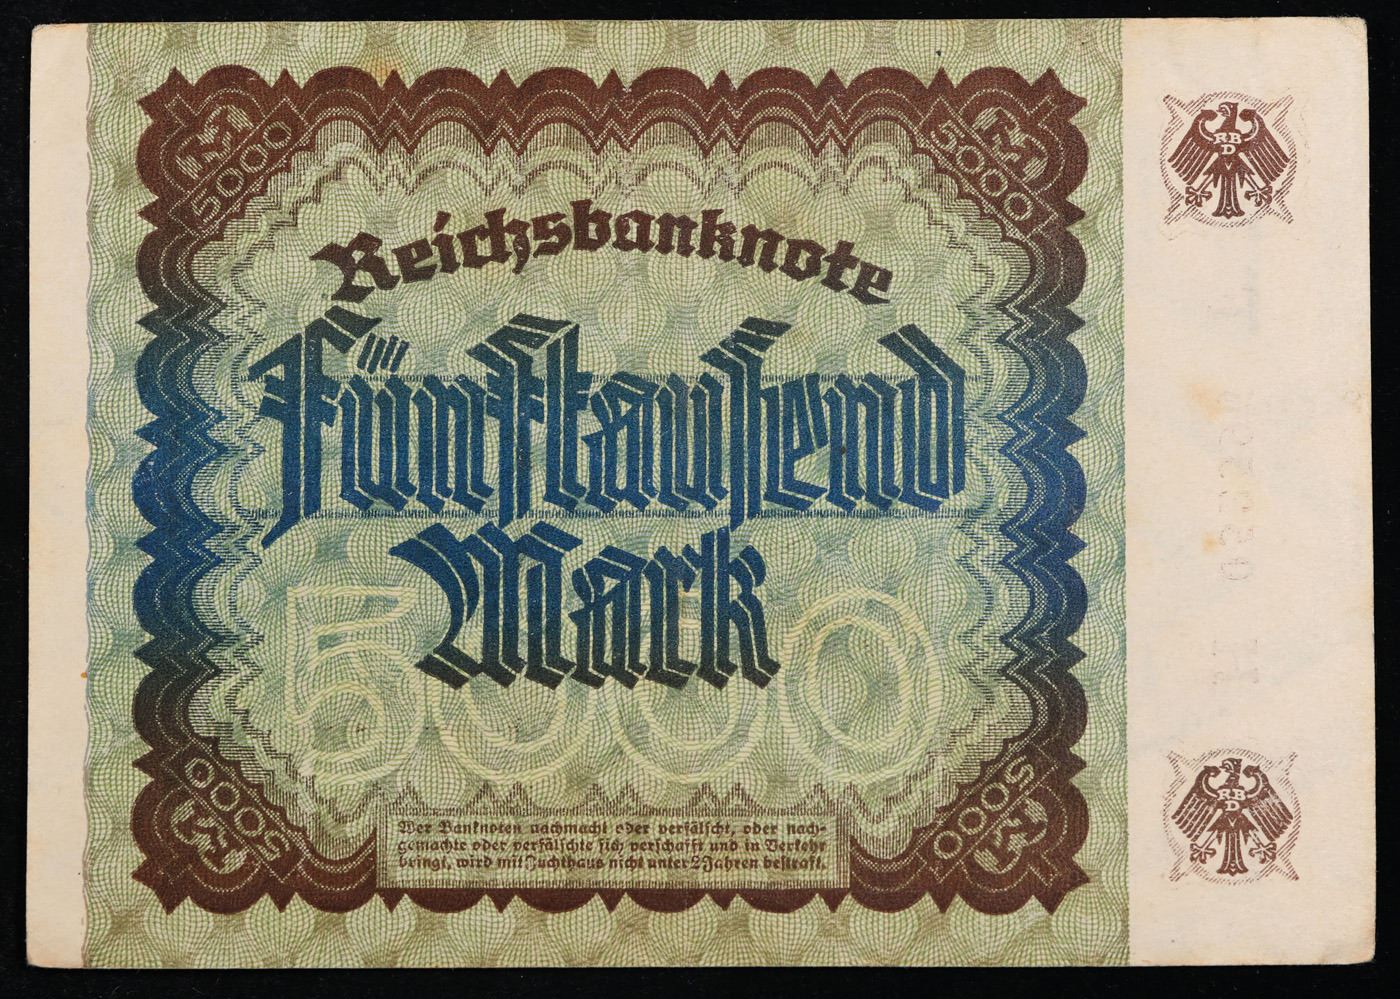 5000
5000
RBD
Reichsbanknote
Fünftausend
Mark
5000
Wer Banknoten nachmacht oder verfälscht, oder nach-
gemachte oder verfälschte sich verschafft und in Verkehr
bringt, wird mit Zuchthaus nicht unter 2 Jahren bestraft.
5000
5000
RBD